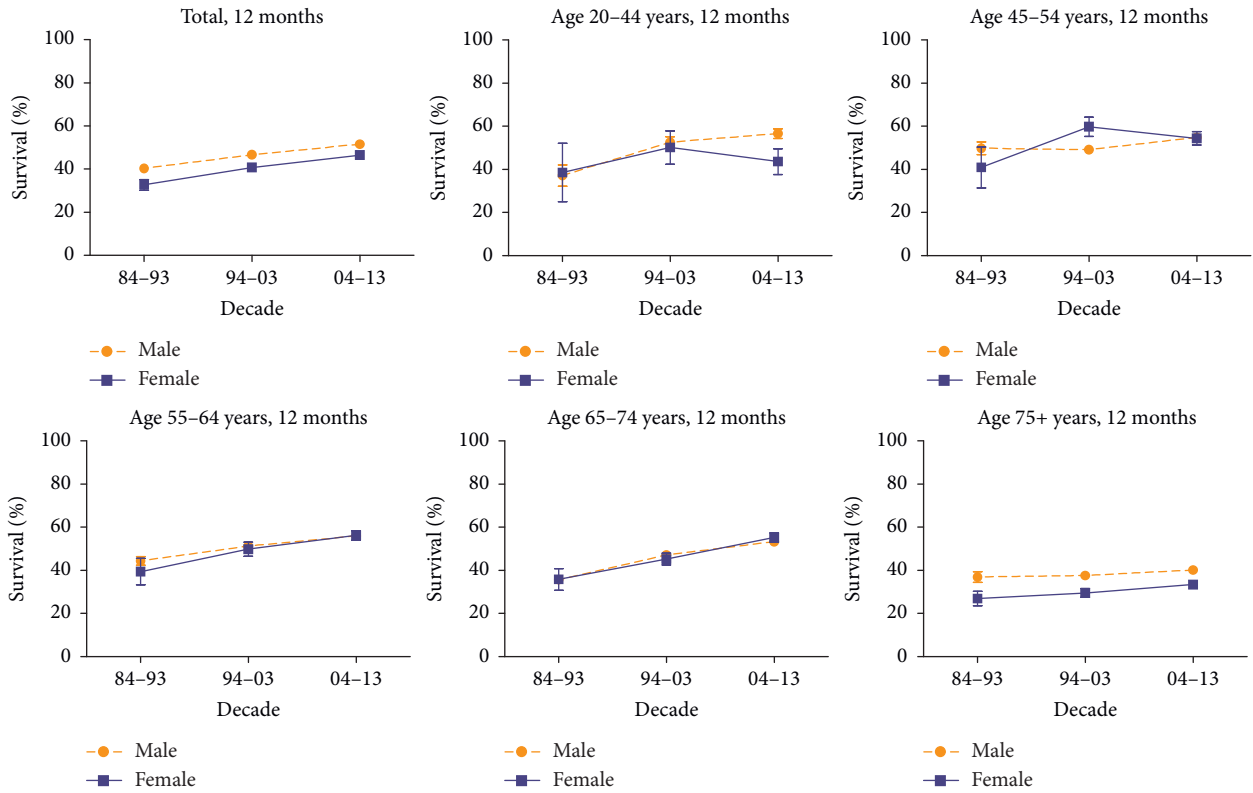 Total, 12 months
Survival (%)
100
80
60
40
20
0
84–93
94–03
04–13
Decade
Male
Female
Age 20–44 years, 12 months
Survival (%)
100
80
60
40
20
0
84–93
94–03
04–13
Decade
Male
Female
Age 45–54 years, 12 months
Survival (%)
100
80
60
40
20
0
84–93
94–03
04–13
Decade
Male
Female
Age 55–64 years, 12 months
Survival (%)
100
80
60
40
20
0
84–93
94–03
04–13
Decade
Male
Female
Age 65–74 years, 12 months
Survival (%)
100
80
60
40
20
0
84–93
94–03
04–13
Decade
Male
Female
Age 75+ years, 12 months
Survival (%)
100
80
60
40
20
0
84–93
94–03
04–13
Decade
Male
Female